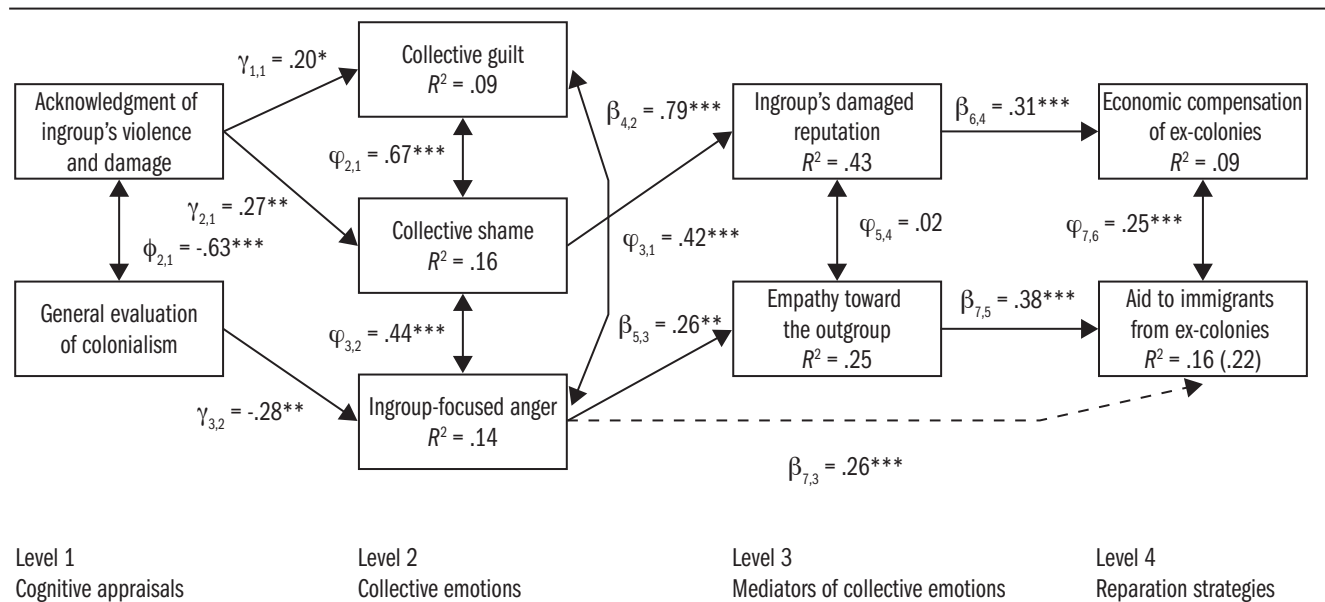 Acknowledgment of
ingroup's violence
and damage
ϕ2,1 = -.63***
General evaluation
of colonialism
γ1,1 = .20*
γ2,1 = .27**
γ3,2 = -.28**
Collective guilt
R² = .09
φ2,1 = .67***
Collective shame
R² = .16
φ3,2 = .44***
Ingroup-focused anger
R² = .14
β4,2 = .79***
φ3,1 = .42***
β5,3 = .26**
Ingroup's damaged
reputation
R² = .43
φ5,4 = .02
Empathy toward
the outgroup
R² = .25
β6,4 = .31***
β7,5 = .38***
β7,3 = .26***
Economic compensation
of ex-colonies
R² = .09
φ7,6 = .25***
Aid to immigrants
from ex-colonies
R² = .16 (.22)
Level 1
Cognitive appraisals
Level 2
Collective emotions
Level 3
Mediators of collective emotions
Level 4
Reparation strategies